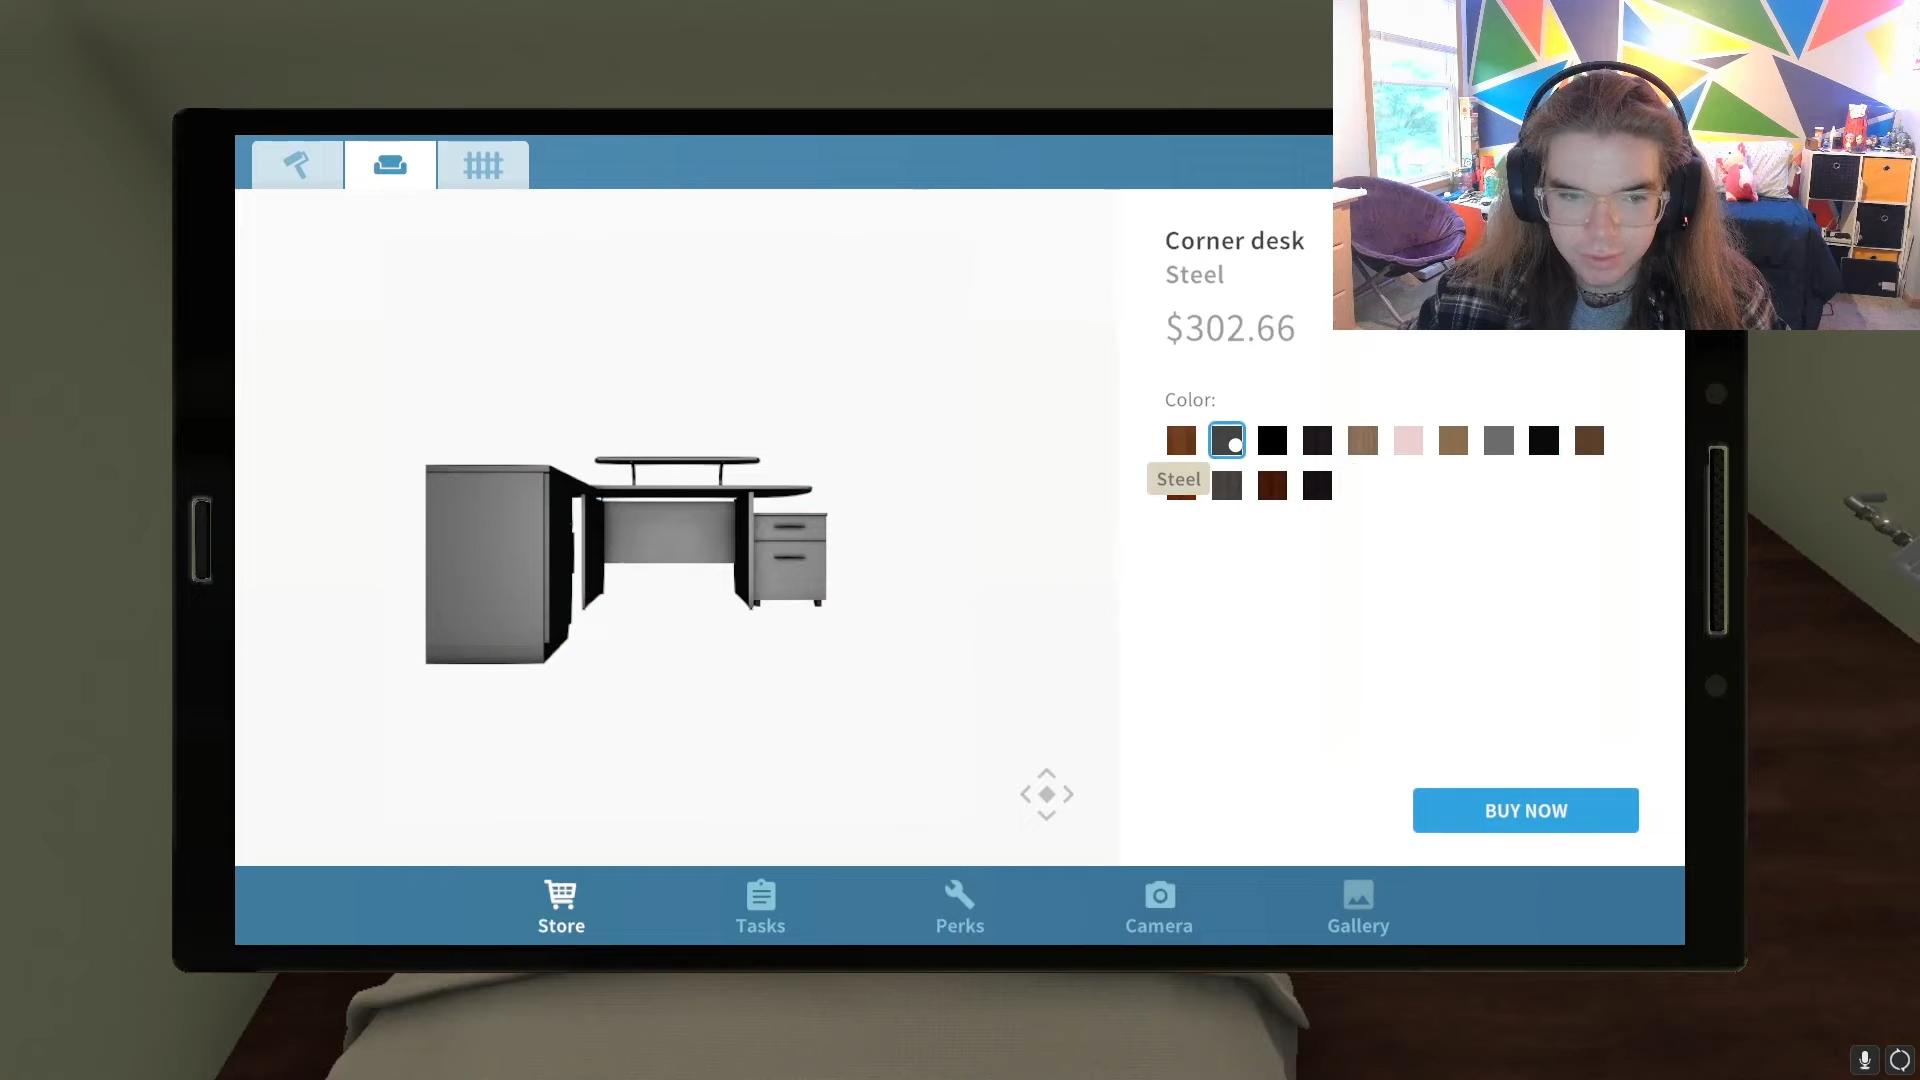 Corner desk
Steel
$302.66
Color:
Steel
BUY NOW
Store
Tasks
Perks
Camera
Gallery